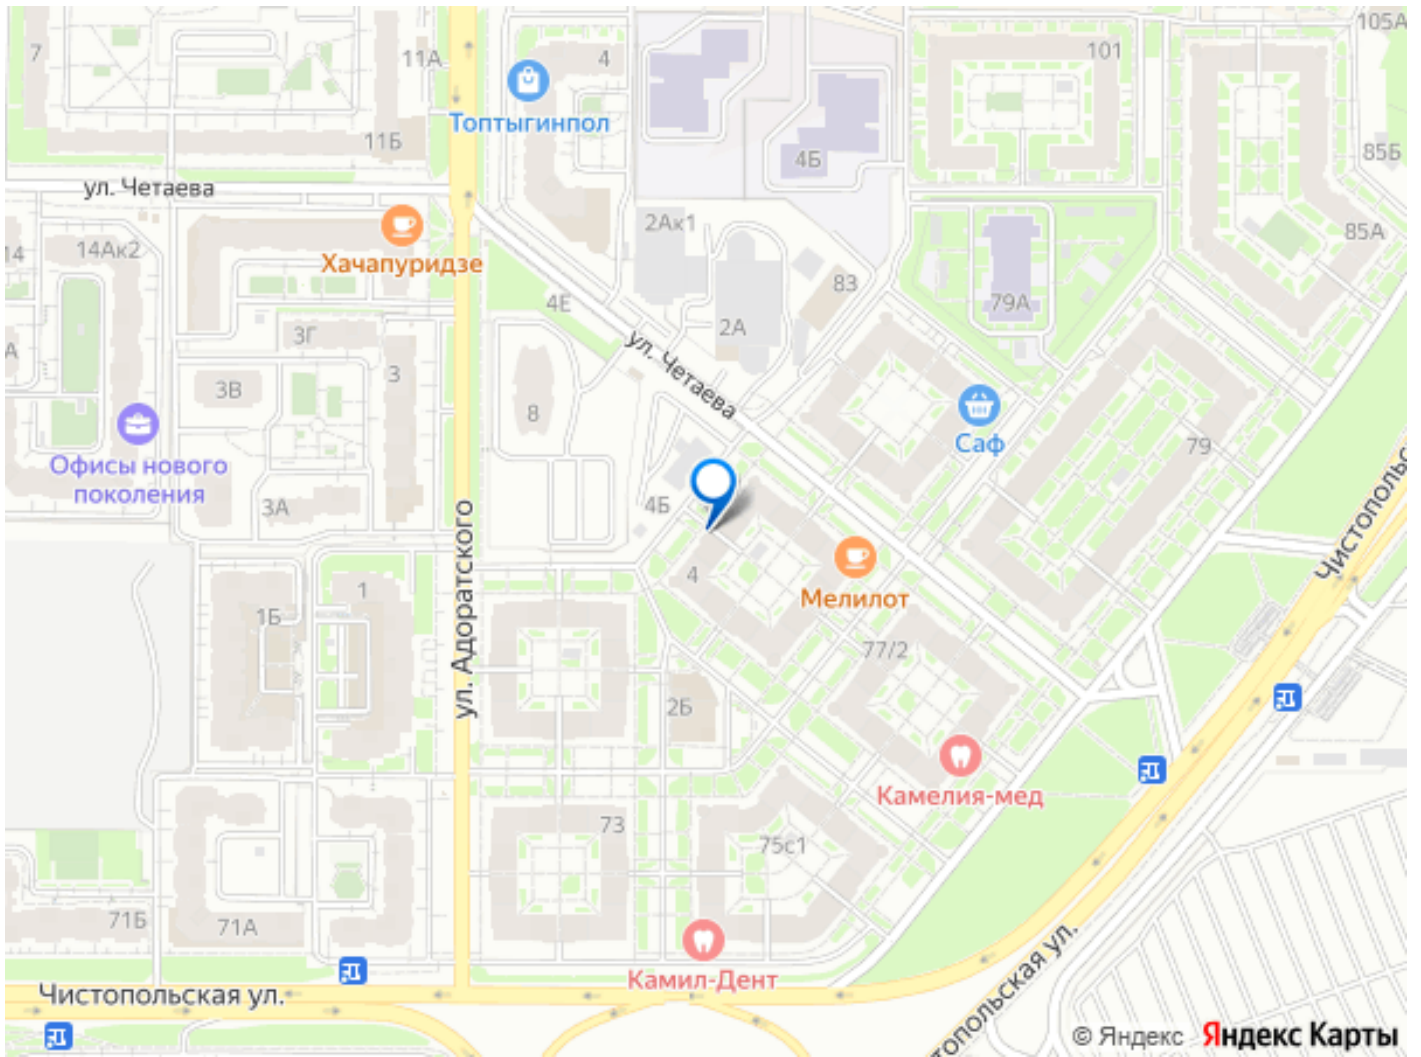 7
11А
4
101
105А
Топтыгинпол
11Б
4Б
85Б
ул. Четаева
2Ак1
14
14Ак2
85А
Хачапуридзе
83
79А
4Е
3Г
2А
А
3
ул. Четаева
3В
8
Саф
79
Офисы нового
поколения
3А
4Б
Чистопольс
4
Мелилот
1
1Б
ул. Адоратского
77/2
2Б
Камелия-мед
73
75с1
71Б
71А
Камил-Дент
Чистопольская ул.
топольская ул.
© Яндекс Яндекс Карты